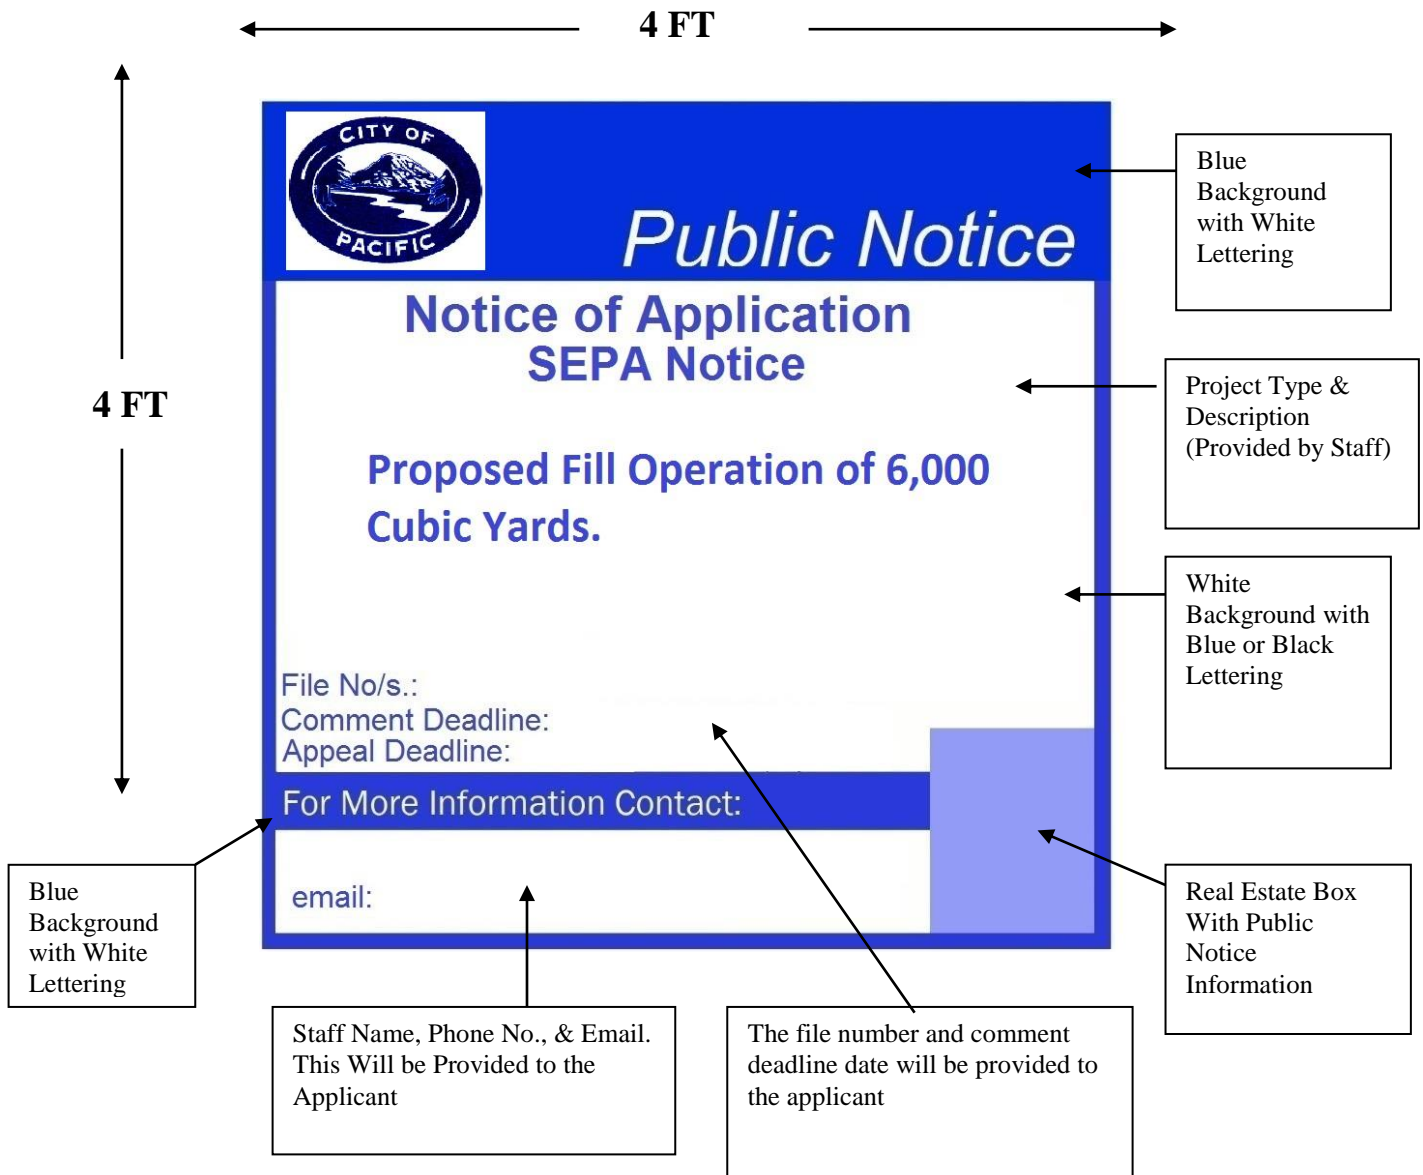 4 FT
4 FT
CITY OF
PACIFIC
Public Notice
Notice of Application
SEPA Notice
Proposed Fill Operation of 6,000
Cubic Yards.
File No/s.:
Comment Deadline:
Appeal Deadline:
For More Information Contact:
email:
Blue
Background
with White
Lettering
Project Type &
Description
(Provided by Staff)
White
Background with
Blue or Black
Lettering
Real Estate Box
With Public
Notice
Information
Blue
Background
with White
Lettering
Staff Name, Phone No., & Email.
This Will be Provided to the
Applicant
The file number and comment
deadline date will be provided to
the applicant